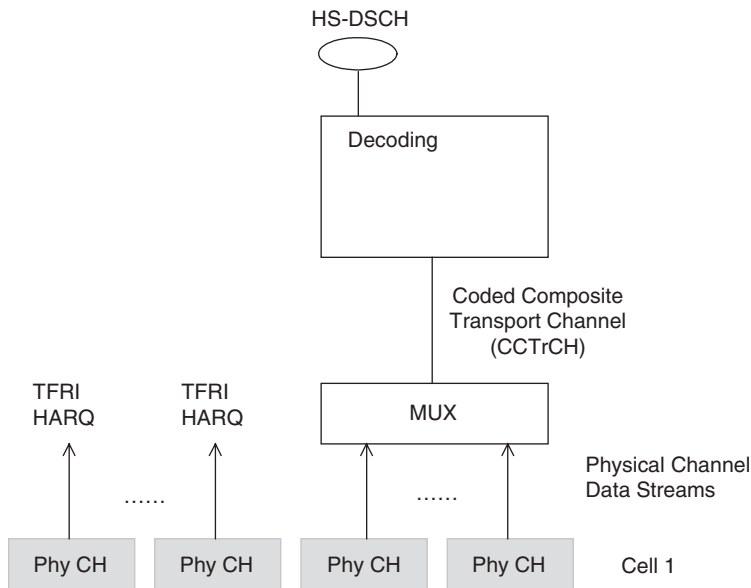 HS-DSCH
Decoding
Coded Composite
Transport Channel
(CCTrCH)
TFRI
HARQ
TFRI
HARQ
MUX
Physical Channel
Data Streams
......
......
Phy CH
Phy CH
Phy CH
Phy CH
Cell 1